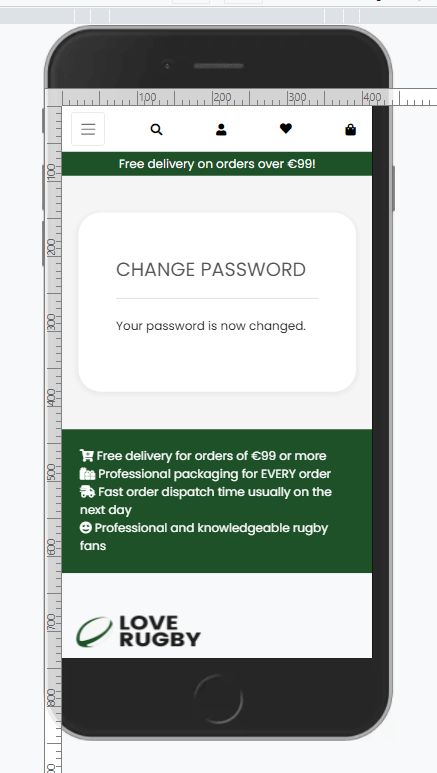 100 200 300 400
Free delivery on orders over €99!
100
200
CHANGE PASSWORD
Your password is now changed.
300
400
Free delivery for orders of €99 or more
Professional packaging for EVERY order
500
Fast order dispatch time usually on the
next day
Professional and knowledgeable rugby
fans
600
LOVE
RUGBY
700
800